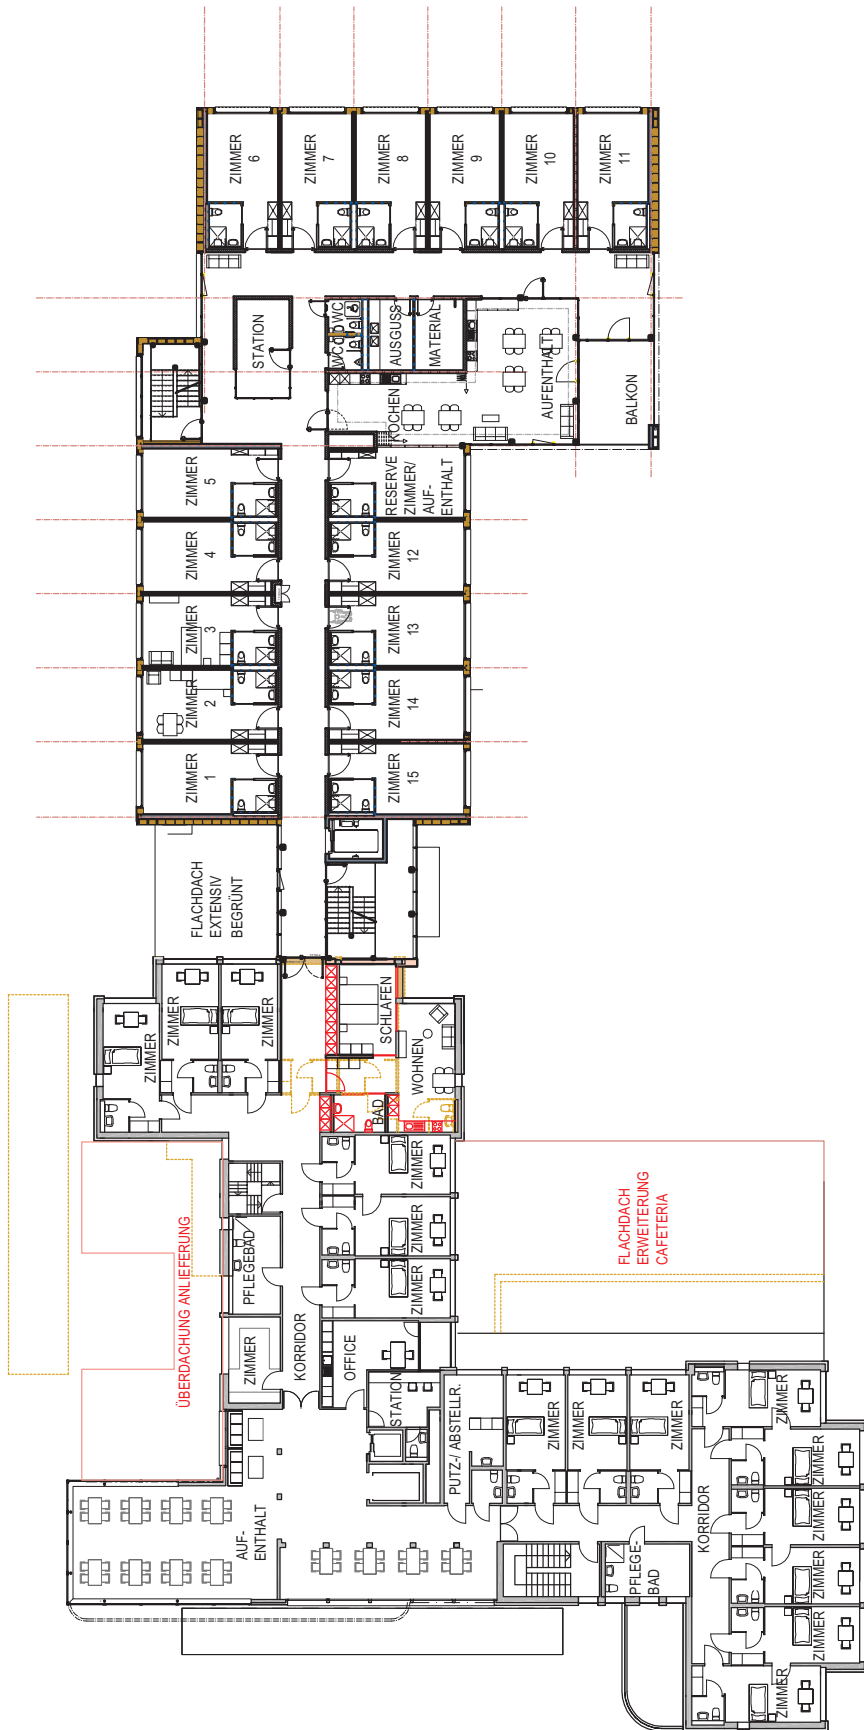 ZIMMER
6
ZIMMER
7
ZIMMER
8
ZIMMER
9
ZIMMER
10
ZIMMER
11
STATION
WC
WC
AUSGUSS
MATERIAL
KOCHEN
AUFENTHALT
BALKON
ZIMMER
5
RESERVE
ZIMMER/
AUF-
ENTHALT
ZIMMER
4
ZIMMER
12
ZIMMER
3
ZIMMER
13
ZIMMER
2
ZIMMER
14
ZIMMER
1
ZIMMER
15
FLACHDACH
EXTENSIV
BEGRÜNT
ZIMMER
ZIMMER
ZIMMER
SCHLAFEN
WOHNEN
BAD
ÜBERDACHUNG ANLIEFERUNG
PFLEGEBAD
ZIMMER
ZIMMER
ZIMMER
ZIMMER
KORRIDOR
OFFICE
STATION
FLACHDACH
ERWEITERUNG
CAFETERIA
AUF-
ENTHALT
PUTZ-/ ABSTELLR.
ZIMMER
ZIMMER
ZIMMER
ZIMMER
KORRIDOR
ZIMMER
ZIMMER
ZIMMER
ZIMMER
ZIMMER
PFLEGE-
BAD